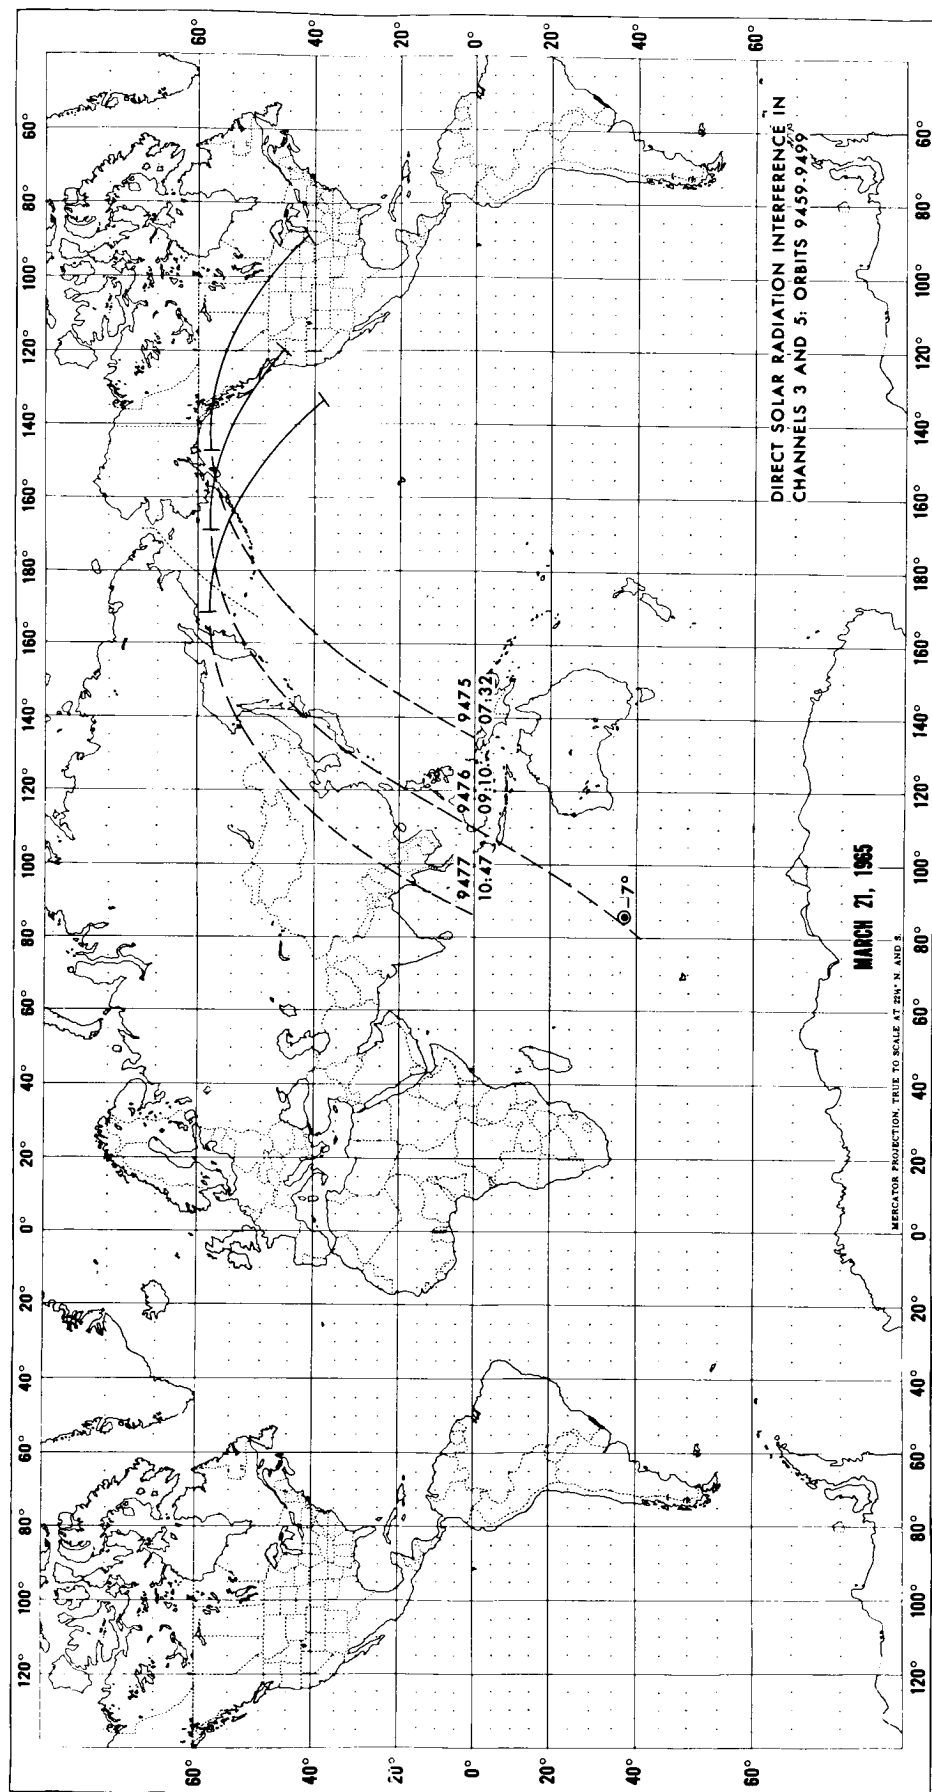 120° 100° 80° 60° 40° 20° 0° 20° 40° 60° 80° 100° 120° 140° 160° 180° 160° 140° 120° 100° 80° 60°
60° 60°
40° 40°
20° 20°
9477 9476 9475
0° 10:47 09:10 07:32 0°
20° 20°
40° -7° 40°
60° 60°
DIRECT SOLAR RADIATION INTERFERENCE IN
CHANNELS 3 AND 5: ORBITS 9459-9499
MARCH 21, 1965
MERCATOR PROJECTION, TRUE TO SCALE AT 22½° N. AND S.
120° 100° 80° 60° 40° 20° 0° 20° 40° 60° 80° 100° 120° 140° 160° 180° 160° 140° 120° 100° 80° 60°